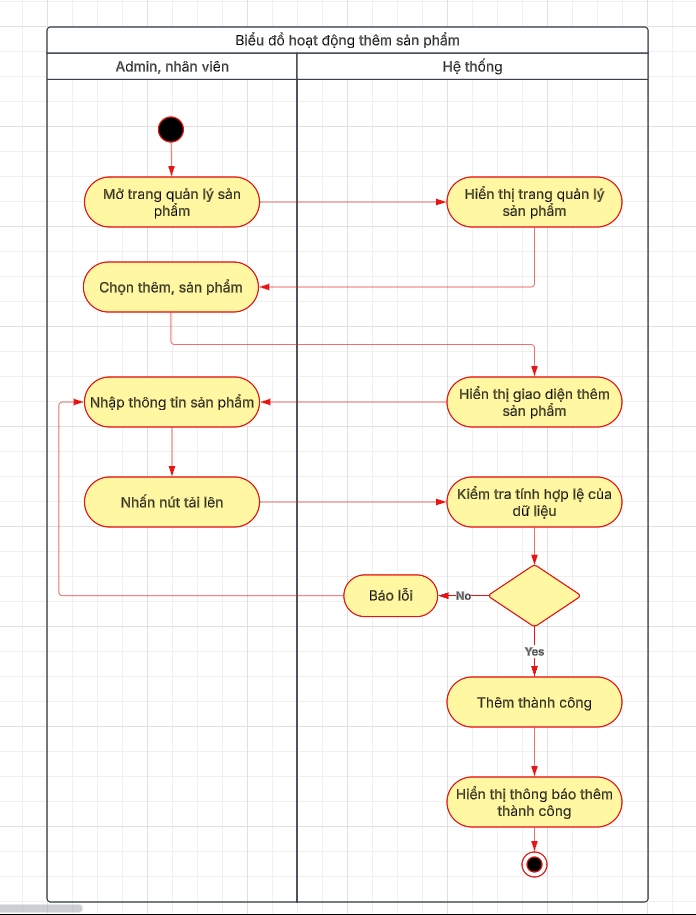 Biểu đồ hoạt động thêm sản phẩm
Admin, nhân viên
Hệ thống
Mở trang quản lý sản
phẩm
Hiển thị trang quản lý
sản phẩm
Chọn thêm, sản phẩm
Hiển thị giao diện thêm
sản phẩm
Nhập thông tin sản phẩm
Nhấn nút tải lên
Kiểm tra tính hợp lệ của
dữ liệu
Báo lỗi
No
Yes
Thêm thành công
Hiển thị thông báo thêm
thành công